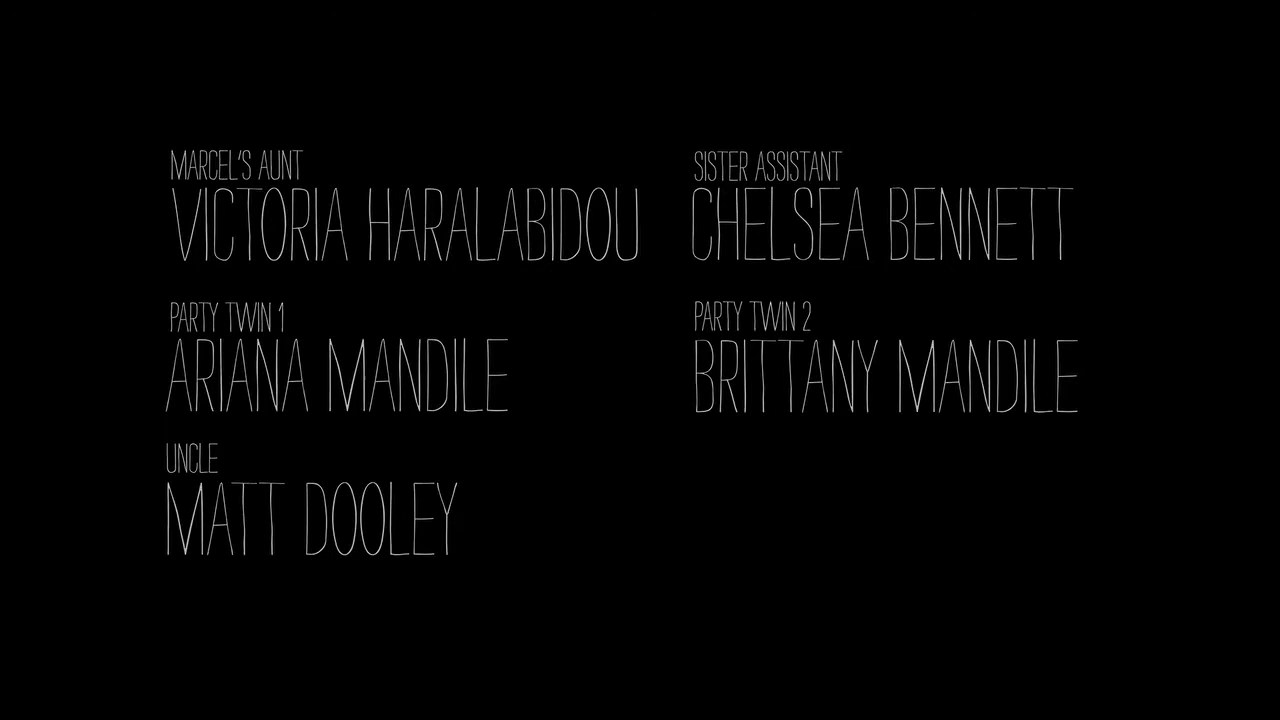 MARCEL'S AUNT
VICTORIA HARALABIDOU
SISTER ASSISTANT
CHELSEA BENNETT
PARTY TWIN 1
ARIANA MANDILE
PARTY TWIN 2
BRITTANY MANDILE
UNCLE
MATT DOOLEY